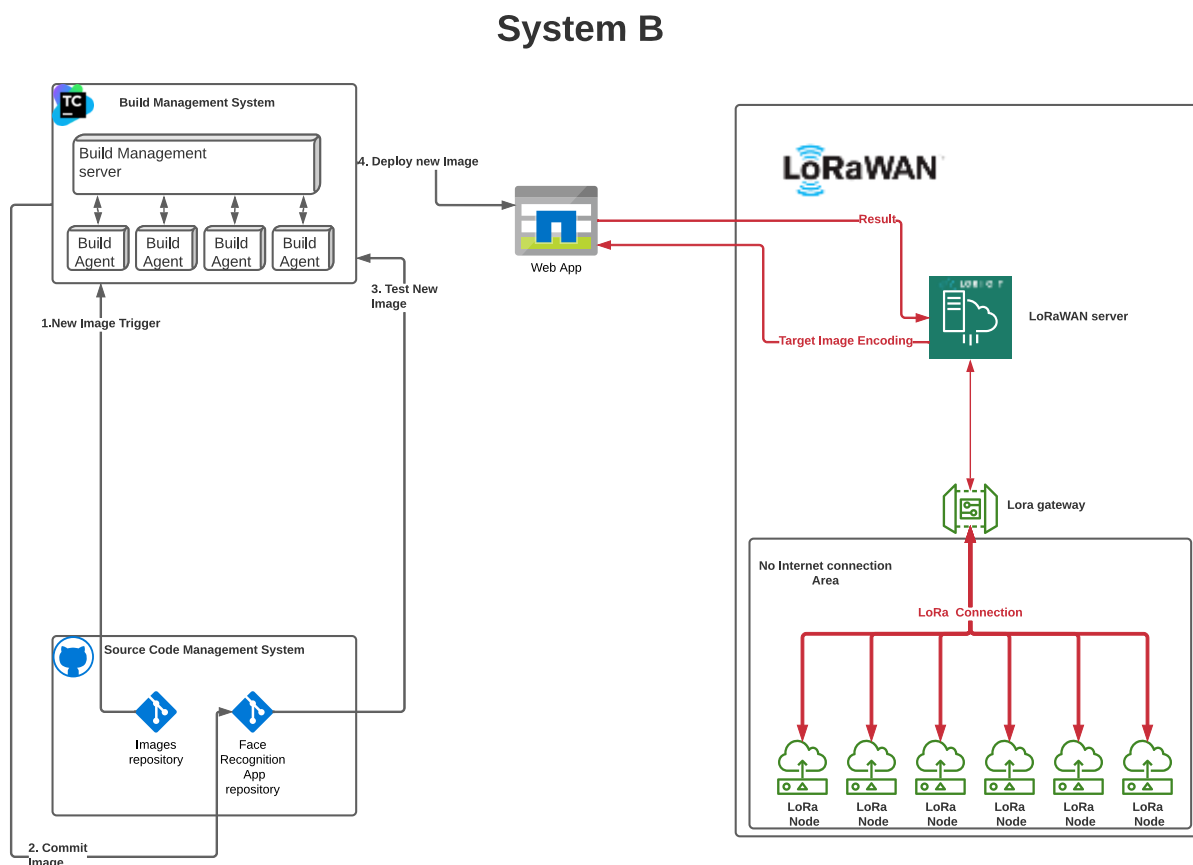 System B
TC
Build Management System
Build Management
server
Build
Agent
Build
Agent
Build
Agent
Build
Agent
4. Deploy new Image
Web App
3. Test New
Image
1.New Image Trigger
LoRaWAN
Result
LORIOT
LoRaWAN server
Target Image Encoding
Lora gateway
No Internet connection
Area
LoRa Connection
Source Code Management System
Images
repository
Face
Recognition
App
repository
LoRa
Node
LoRa
Node
LoRa
Node
LoRa
Node
LoRa
Node
LoRa
Node
2. Commit
Image